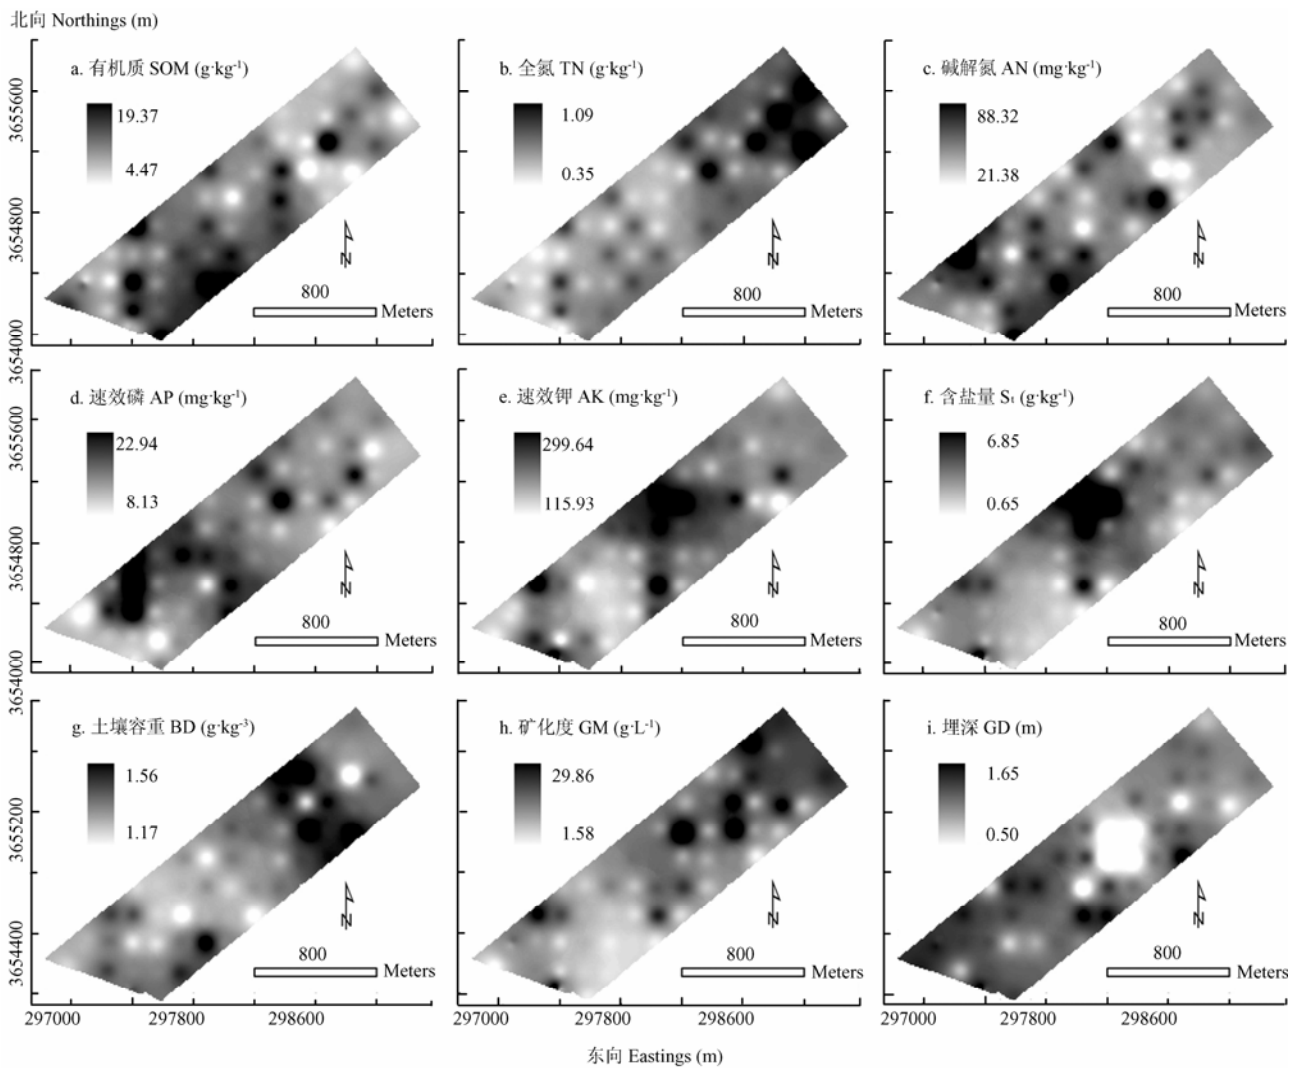 北向 Northings (m)
a. 有机质 SOM (g·kg⁻¹)
19.37
4.47
800
Meters
N
3655600
3654800
3654000
b. 全氮 TN (g·kg⁻¹)
1.09
0.35
800
Meters
N
c. 碱解氮 AN (mg·kg⁻¹)
88.32
21.38
800
Meters
N
d. 速效磷 AP (mg·kg⁻¹)
22.94
8.13
800
Meters
N
3655600
3654800
3654000
e. 速效钾 AK (mg·kg⁻¹)
299.64
115.93
800
Meters
N
f. 含盐量 Sₜ (g·kg⁻¹)
6.85
0.65
800
Meters
N
g. 土壤容重 BD (g·kg⁻³)
1.56
1.17
800
Meters
N
3655200
3654400
h. 矿化度 GM (g·L⁻¹)
29.86
1.58
800
Meters
N
i. 埋深 GD (m)
1.65
0.50
800
Meters
N
297000 297800 298600
297000 297800 298600
297000 297800 298600
东向 Eastings (m)